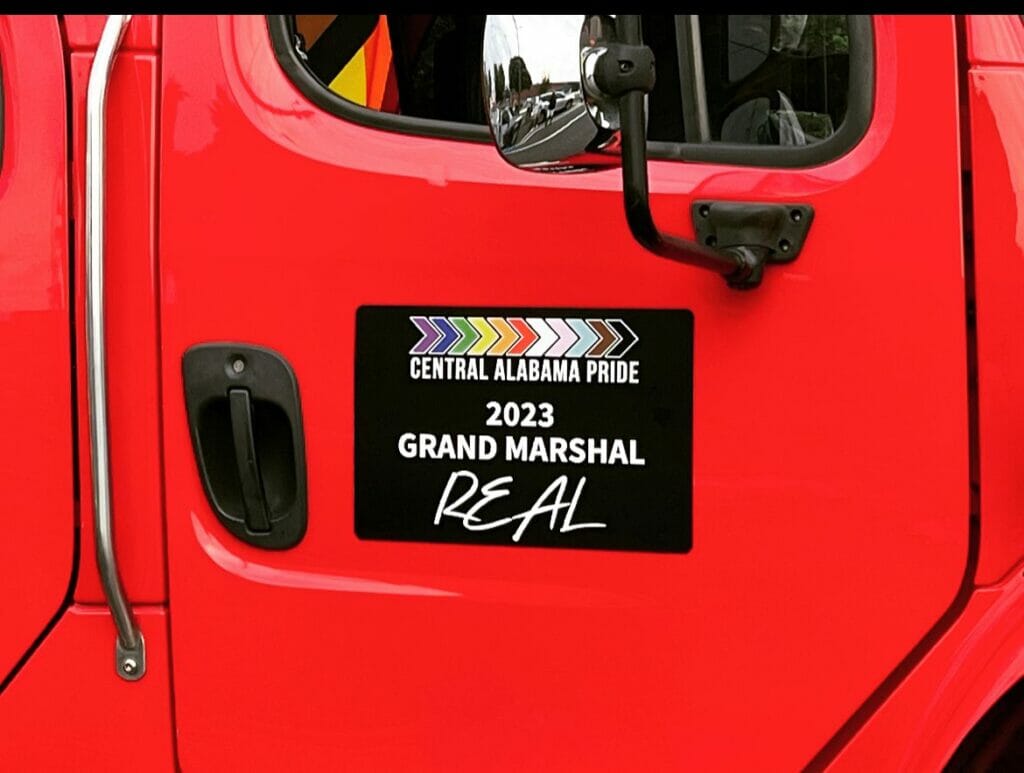 CENTRAL ALABAMA PRIDE
2023
GRAND MARSHAL
REAL